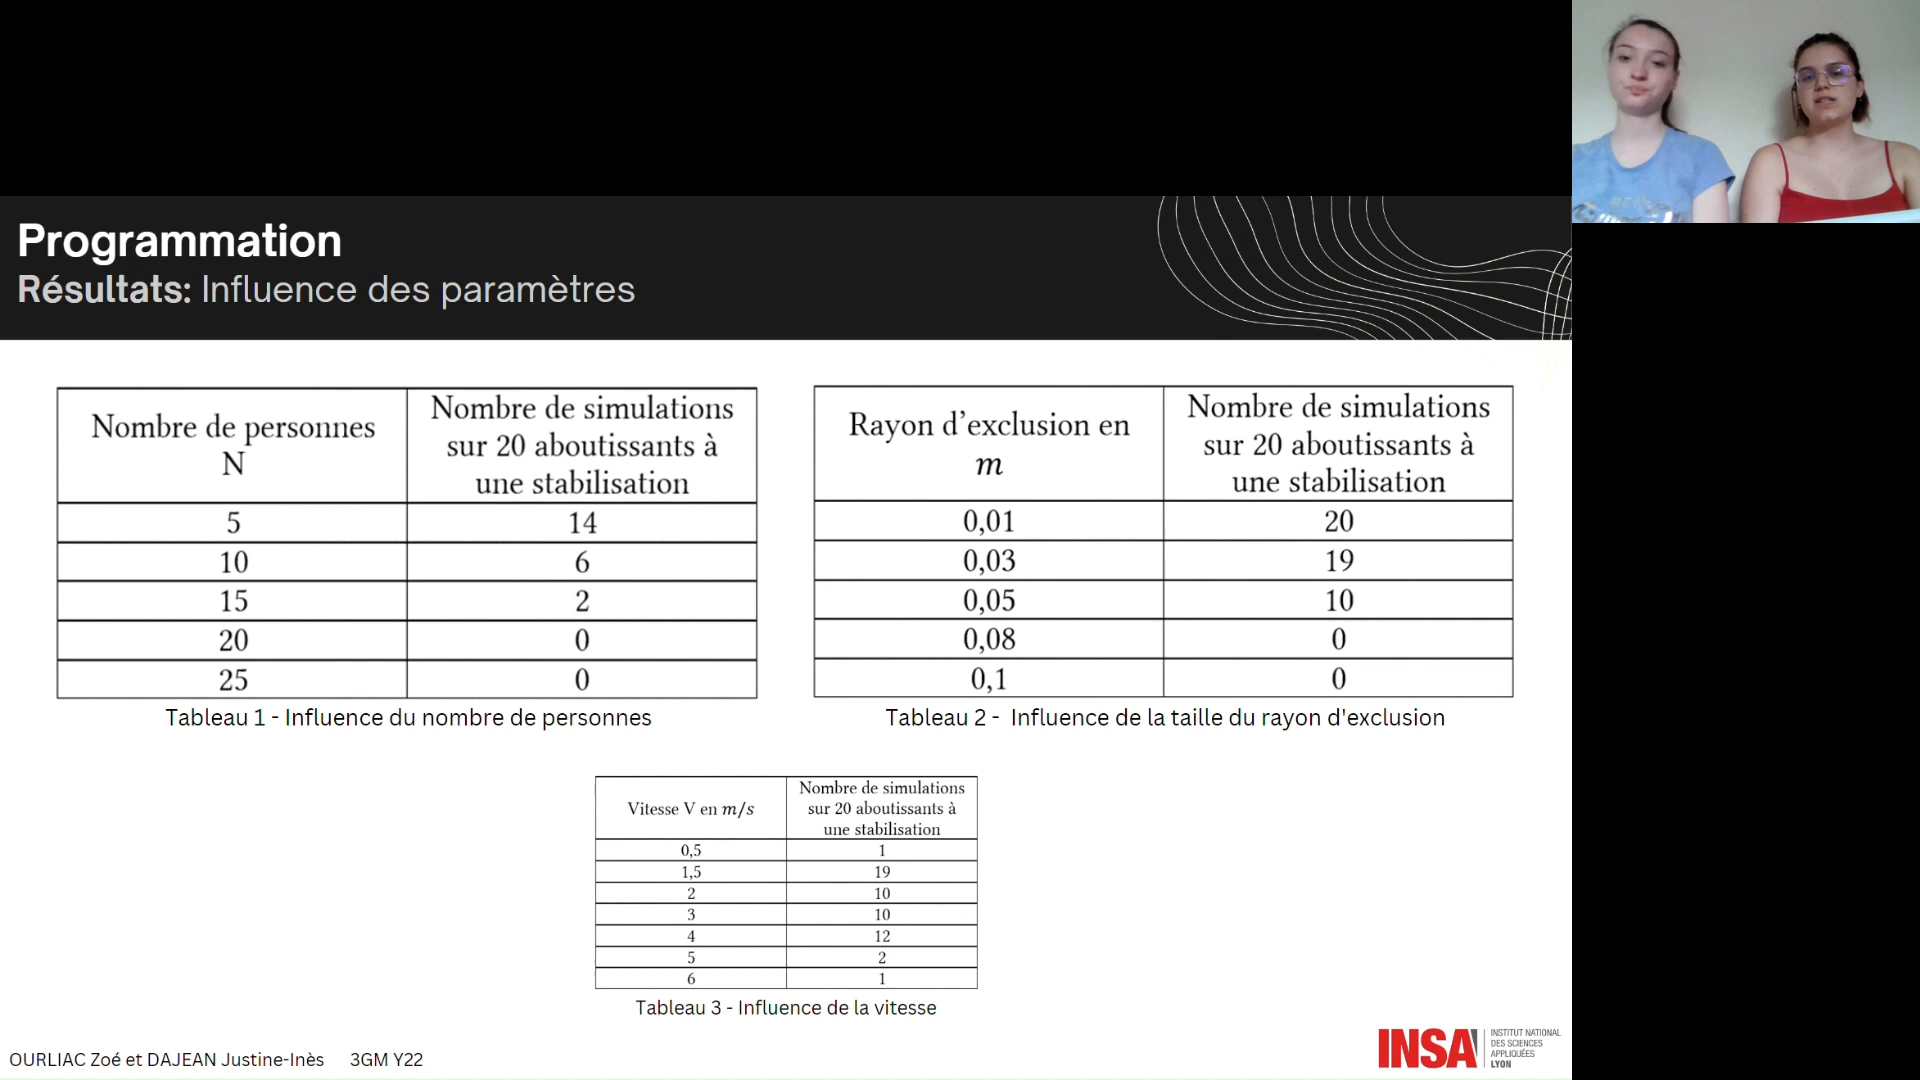 Programmation
Résultats: Influence des paramètres
Nombre de personnes
N
Nombre de simulations
sur 20 aboutissants à
une stabilisation
5 14
10 6
15 2
20 0
25 0
Tableau 1 - Influence du nombre de personnes
Rayon d'exclusion en
m
Nombre de simulations
sur 20 aboutissants à
une stabilisation
0,01 20
0,03 19
0,05 10
0,08 0
0,1 0
Tableau 2 - Influence de la taille du rayon d'exclusion
Vitesse V en m/s
Nombre de simulations
sur 20 aboutissants à
une stabilisation
0,5 1
1,5 19
2 10
3 10
4 12
5 2
6 1
Tableau 3 - Influence de la vitesse
OURLIAC Zoé et DAJEAN Justine-Inès 3GM Y22
INSA
INSTITUT NATIONAL
DES SCIENCES
APPLIQUÉES
LYON